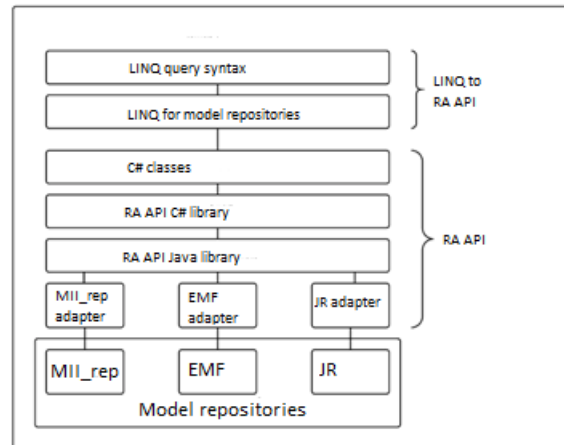 LINQ query syntax
LINQ for model repositories
LINQ to
RA API
C# classes
RA API C# library
RA API Java library
RA API
MII_rep
adapter
EMF
adapter
JR adapter
MII_rep
EMF
JR
Model repositories